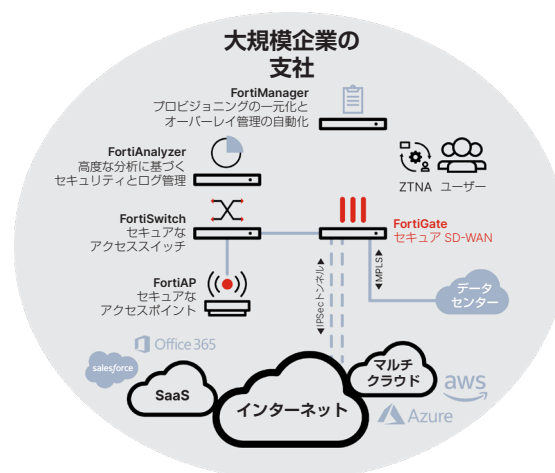 大規模企業の
支社
FortiManager
プロビジョニングの一元化と
オーバーレイ管理の自動化
FortiAnalyzer
高度な分析に基づく
セキュリティとログ管理
ZTNA
ユーザー
FortiSwitch
セキュアな
アクセススイッチ
FortiGate
セキュア SD-WAN
FortiAP
セキュアな
アクセスポイント
IPSecトンネル
MPLS
データ
センター
Office 365
salesforce
SaaS
インターネット
マルチ
クラウド
aws
Azure